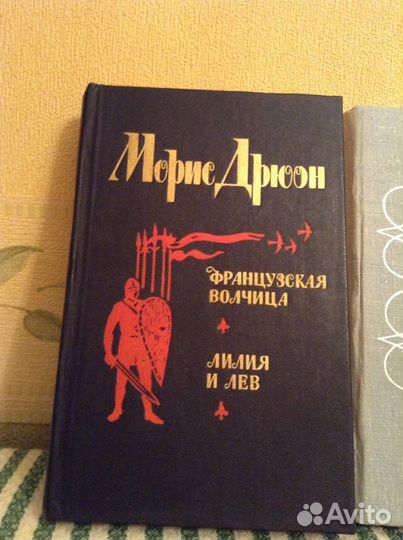 Морис Дрюон
ФРАНЦУЗСКАЯ
ВОЛЧИЦА
ЛИЛИЯ
И ЛЕВ
Avito